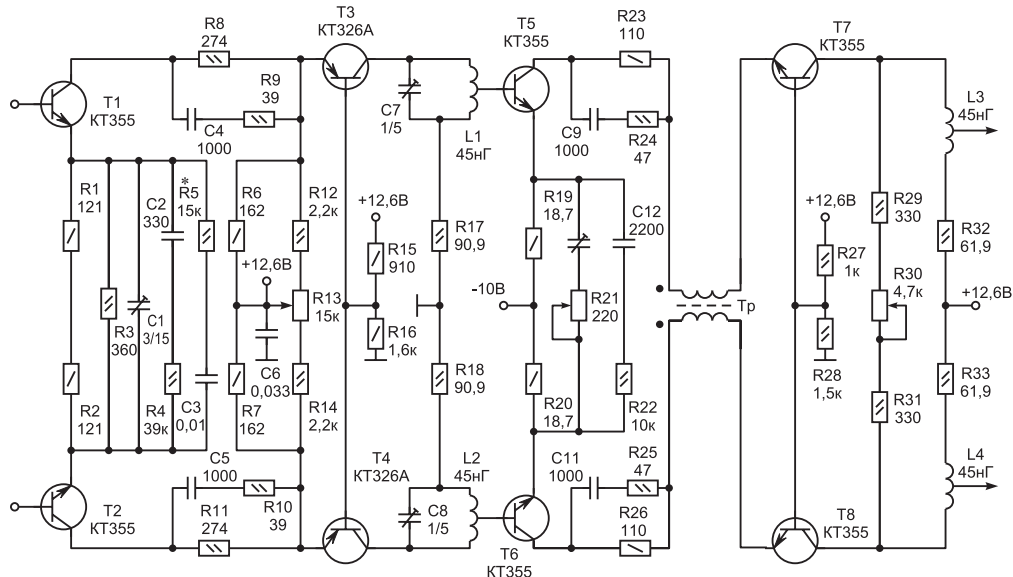 R8
274
T3
КТ326А
T5
КТ355
R23
110
T7
КТ355
T1
КТ355
C4
1000
R9
39
C7
1/5
L1
45нГ
C9
1000
R24
47
L3
45нГ
R1
121
C2
330
*
R5
15к
R6
162
R12
2,2к
+12,6В
R15
910
R17
90,9
R19
18,7
C12
2200
+12,6В
R27
1к
R29
330
R32
61,9
+12,6В
R13
15к
-10В
R21
220
Тр
R30
4,7к
+12,6В
R3
360
C1
3/15
C6
0,033
R16
1,6к
R28
1,5к
R2
121
R4
39к
C3
0,01
R7
162
R14
2,2к
R18
90,9
R20
18,7
R22
10к
R31
330
R33
61,9
T2
КТ355
C5
1000
R10
39
R11
274
T4
КТ326А
C8
1/5
L2
45нГ
T6
КТ355
C11
1000
R25
47
R26
110
T8
КТ355
L4
45нГ